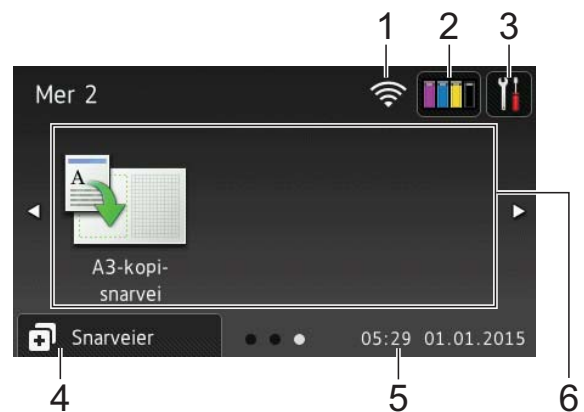 1 2 3
Mer 2
A
A3-kopi-
snarvei
Snarveier
05:29 01.01.2015
4 5 6